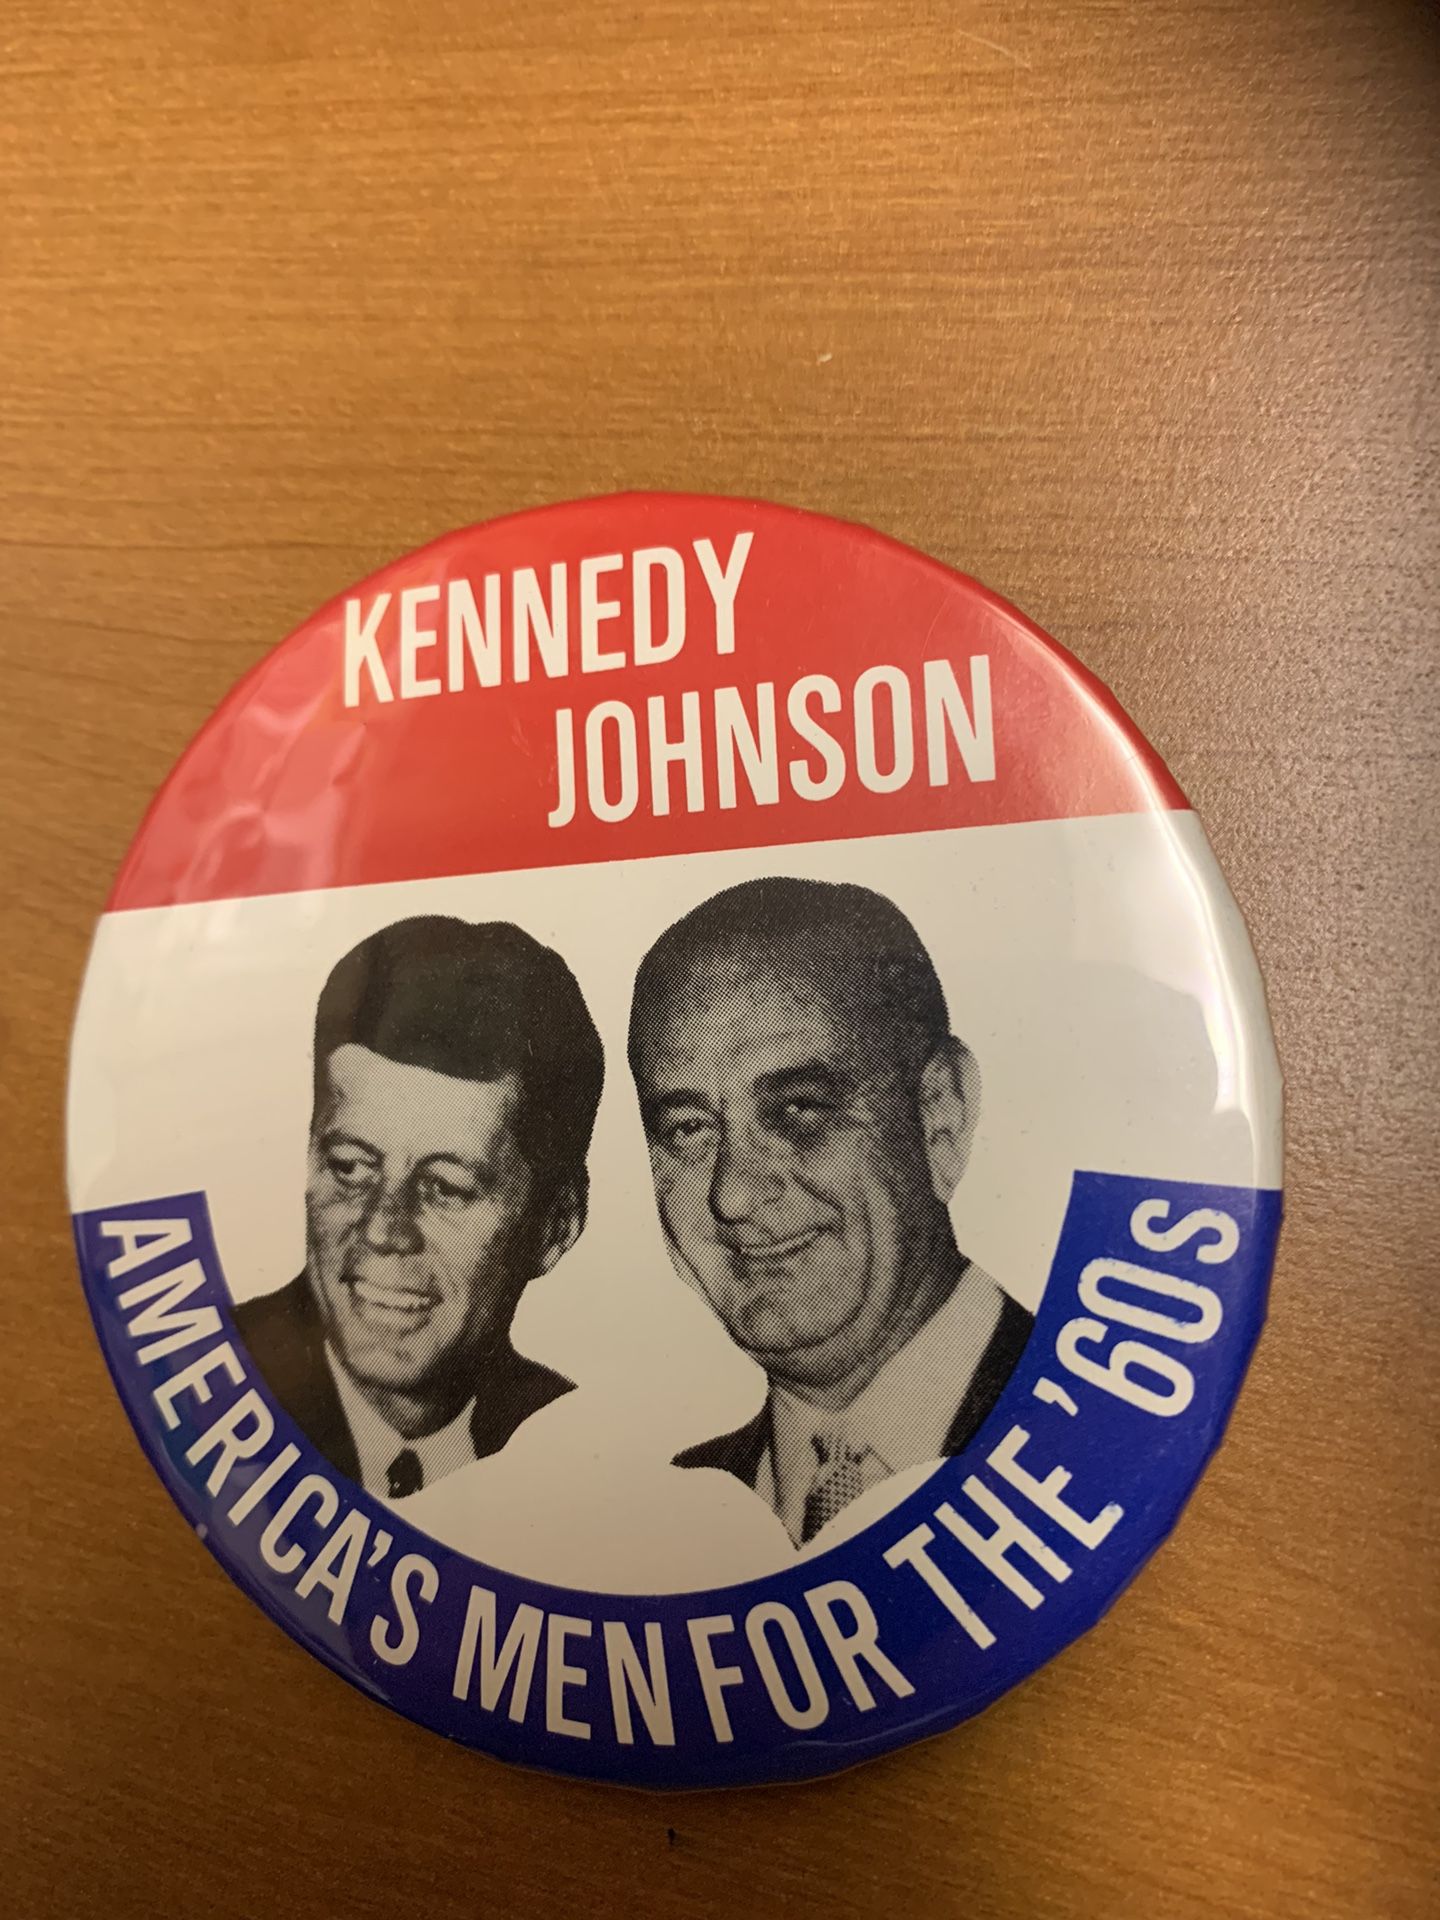 KENNEDY
JOHNSON
AMERICA'S MEN FOR THE '60s